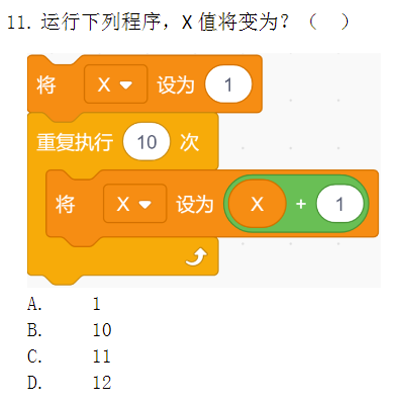 11. 运行下列程序，X 值将变为？（ ）
将 X 设为 1
重复执行 10 次
将 X 设为 X + 1
A. 1
B. 10
C. 11
D. 12